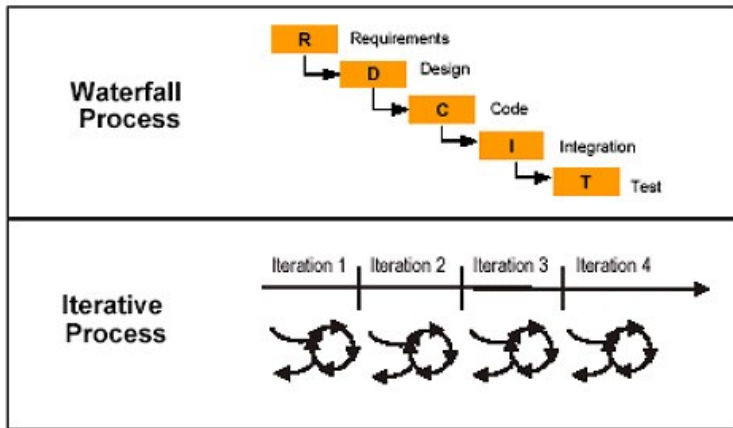 Waterfall
Process
R
Requirements
D
Design
C
Code
I
Integration
T
Test
Iterative
Process
Iteration 1
Iteration 2
Iteration 3
Iteration 4